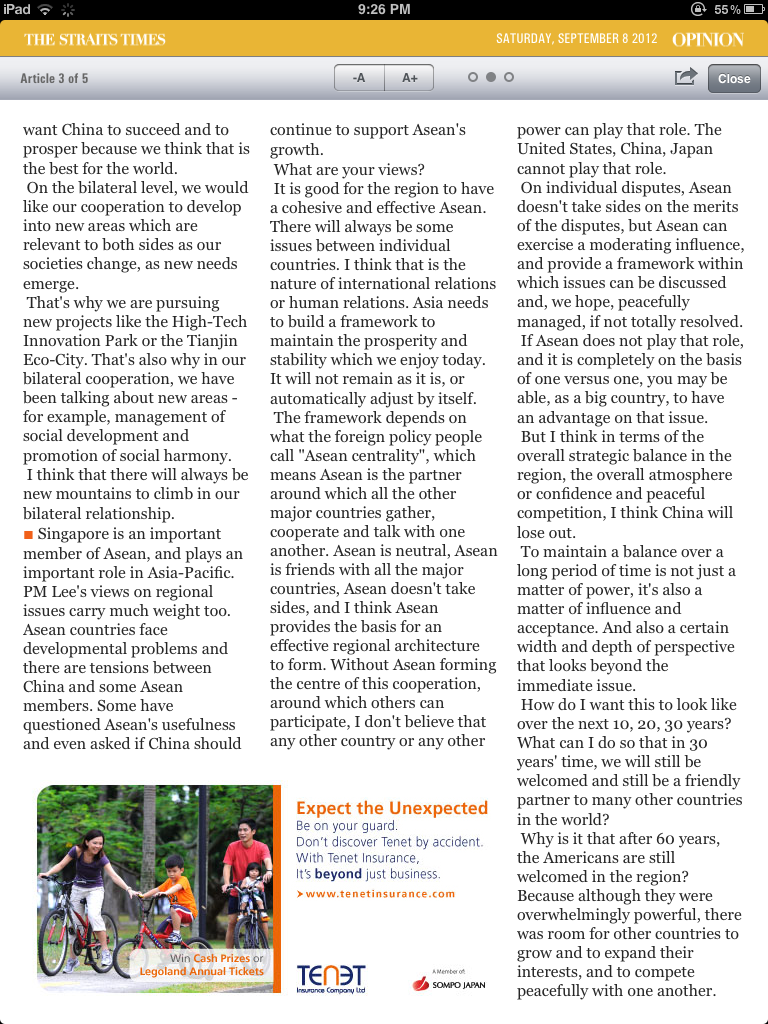 iPad
9:26 PM
55%
THE STRAITS TIMES
SATURDAY, SEPTEMBER 8 2012
OPINION
Article 3 of 5
-A
A+
Close
want China to succeed and to
prosper because we think that is
the best for the world.
On the bilateral level, we would
like our cooperation to develop
into new areas which are
relevant to both sides as our
societies change, as new needs
emerge.
That's why we are pursuing
new projects like the High-Tech
Innovation Park or the Tianjin
Eco-City. That's also why in our
bilateral cooperation, we have
been talking about new areas -
for example, management of
social development and
promotion of social harmony.
I think that there will always be
new mountains to climb in our
bilateral relationship.
■ Singapore is an important
member of Asean, and plays an
important role in Asia-Pacific.
PM Lee's views on regional
issues carry much weight too.
Asean countries face
developmental problems and
there are tensions between
China and some Asean
members. Some have
questioned Asean's usefulness
and even asked if China should
continue to support Asean's
growth.
What are your views?
It is good for the region to have
a cohesive and effective Asean.
There will always be some
issues between individual
countries. I think that is the
nature of international relations
or human relations. Asia needs
to build a framework to
maintain the prosperity and
stability which we enjoy today.
It will not remain as it is, or
automatically adjust by itself.
The framework depends on
what the foreign policy people
call "Asean centrality", which
means Asean is the partner
around which all the other
major countries gather,
cooperate and talk with one
another. Asean is neutral, Asean
is friends with all the major
countries, Asean doesn't take
sides, and I think Asean
provides the basis for an
effective regional architecture
to form. Without Asean forming
the centre of this cooperation,
around which others can
participate, I don't believe that
any other country or any other
power can play that role. The
United States, China, Japan
cannot play that role.
On individual disputes, Asean
doesn't take sides on the merits
of the disputes, but Asean can
exercise a moderating influence,
and provide a framework within
which issues can be discussed
and, we hope, peacefully
managed, if not totally resolved.
If Asean does not play that role,
and it is completely on the basis
of one versus one, you may be
able, as a big country, to have
an advantage on that issue.
But I think in terms of the
overall strategic balance in the
region, the overall atmosphere
or confidence and peaceful
competition, I think China will
lose out.
To maintain a balance over a
long period of time is not just a
matter of power, it's also a
matter of influence and
acceptance. And also a certain
width and depth of perspective
that looks beyond the
immediate issue.
How do I want this to look like
over the next 10, 20, 30 years?
What can I do so that in 30
years' time, we will still be
welcomed and still be a friendly
partner to many other countries
in the world?
Why is it that after 60 years,
the Americans are still
welcomed in the region?
Because although they were
overwhelmingly powerful, there
was room for other countries to
grow and to expand their
interests, and to compete
peacefully with one another.
Win Cash Prizes or
Legoland Annual Tickets
Expect the Unexpected
Be on your guard.
Don't discover Tenet by accident.
With Tenet Insurance,
It's beyond just business.
➤www.tenetinsurance.com
TENET
Insurance Company Ltd
A Member of:
SOMPO JAPAN